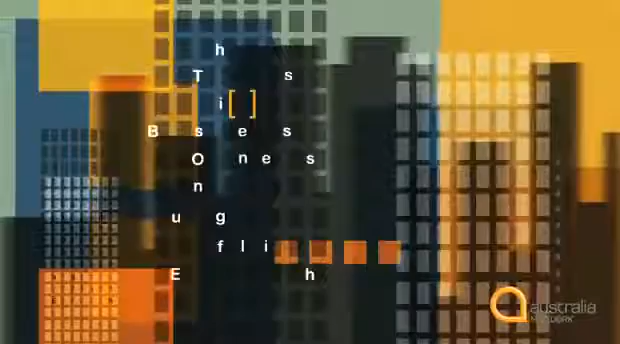 h
T s
i[ ]
B s e s
O n e s
n
u g
f l i
E h
australia
NETWORK